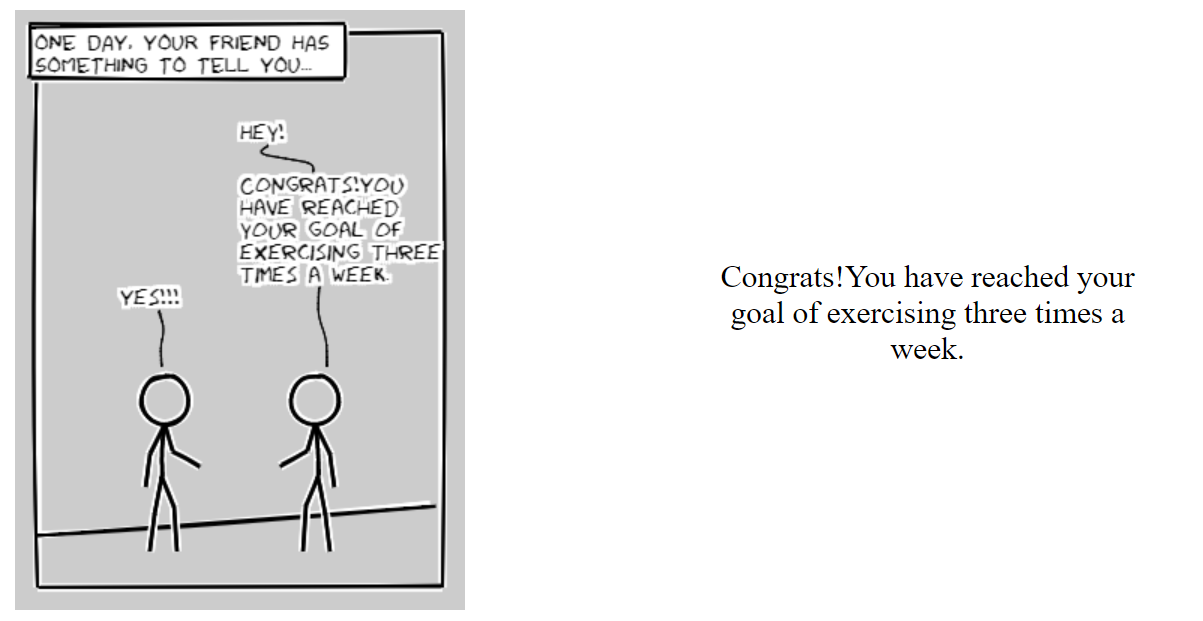 ONE DAY, YOUR FRIEND HAS
SOMETHING TO TELL YOU...
HEY!
CONGRATS!YOU
HAVE REACHED
YOUR GOAL OF
EXERCISING THREE
TIMES A WEEK.
YES!!!
Congrats!You have reached your
goal of exercising three times a
week.